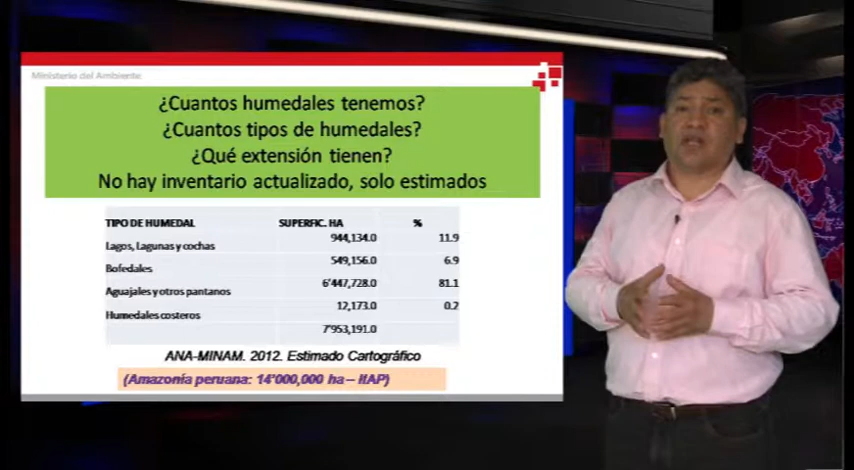 Ministerio del Ambiente
¿Cuantos humedales tenemos?
¿Cuantos tipos de humedales?
¿Qué extensión tienen?
No hay inventario actualizado, solo estimados
TIPO DE HUMEDAL SUPERFIC. HA %
Lagos, Lagunas y cochas 944,134.0 11.9
Bofedales 549,156.0 6.9
Aguajales y otros pantanos 6'447,728.0 81.1
Humedales costeros 12,173.0 0.2
7'953,191.0
ANA-MINAM. 2012. Estimado Cartográfico
(Amazonía peruana: 14'000,000 ha – IIAP)